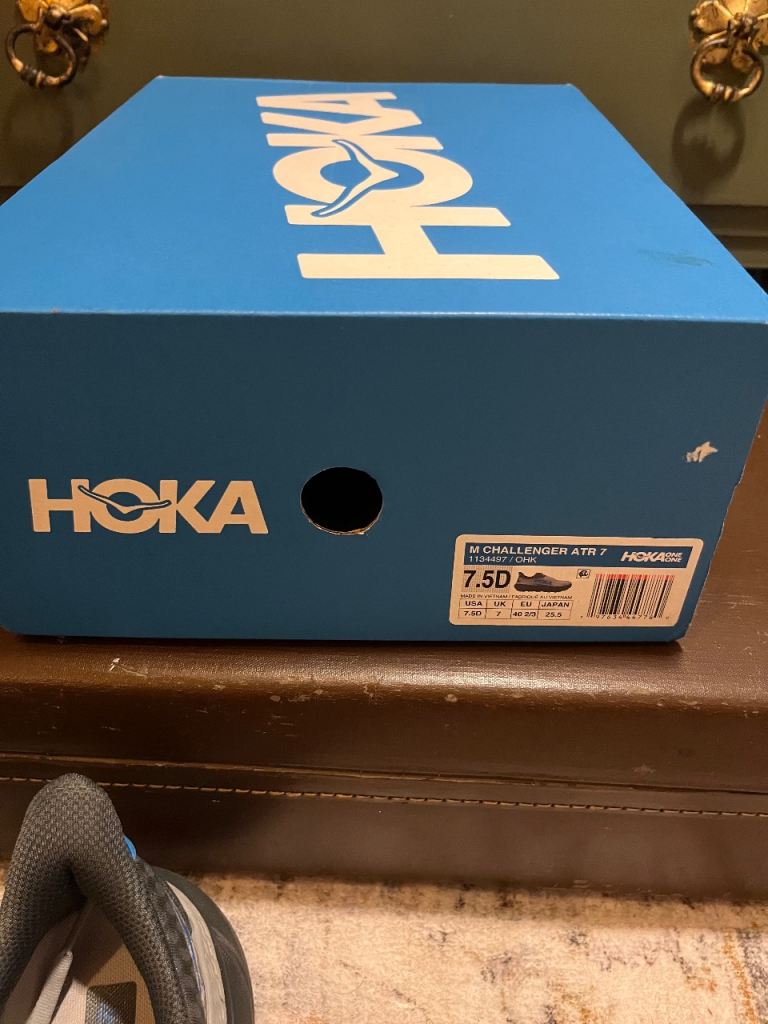 HOKA
HOKA
M CHALLENGER ATR 7
HOKA ONE ONE
1134497 / OHK
7.5D
MADE IN VIETNAM / FABRIQUÉ AU VIETNAM
USA UK EU JAPAN
7.5D 7 40 2/3 25.5